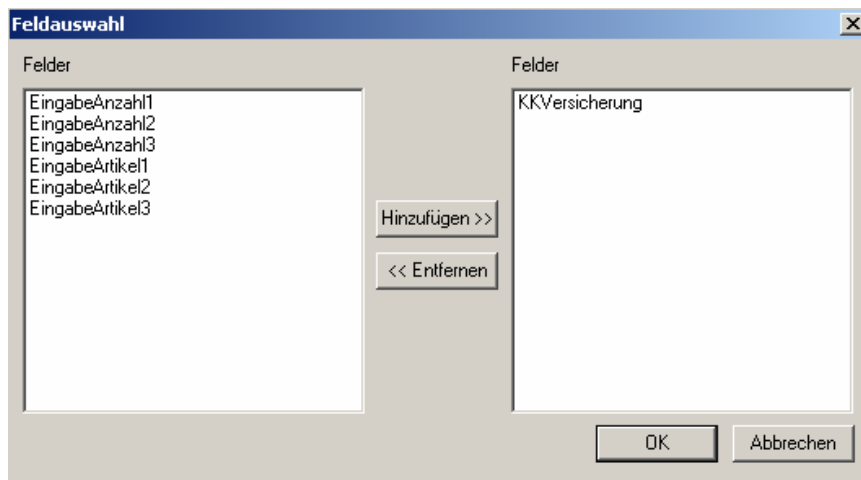 Feldauswahl
Felder
EingabeAnzahl1
EingabeAnzahl2
EingabeAnzahl3
EingabeArtikel1
EingabeArtikel2
EingabeArtikel3
Hinzufügen >>
<< Entfernen
Felder
KKVersicherung
OK
Abbrechen